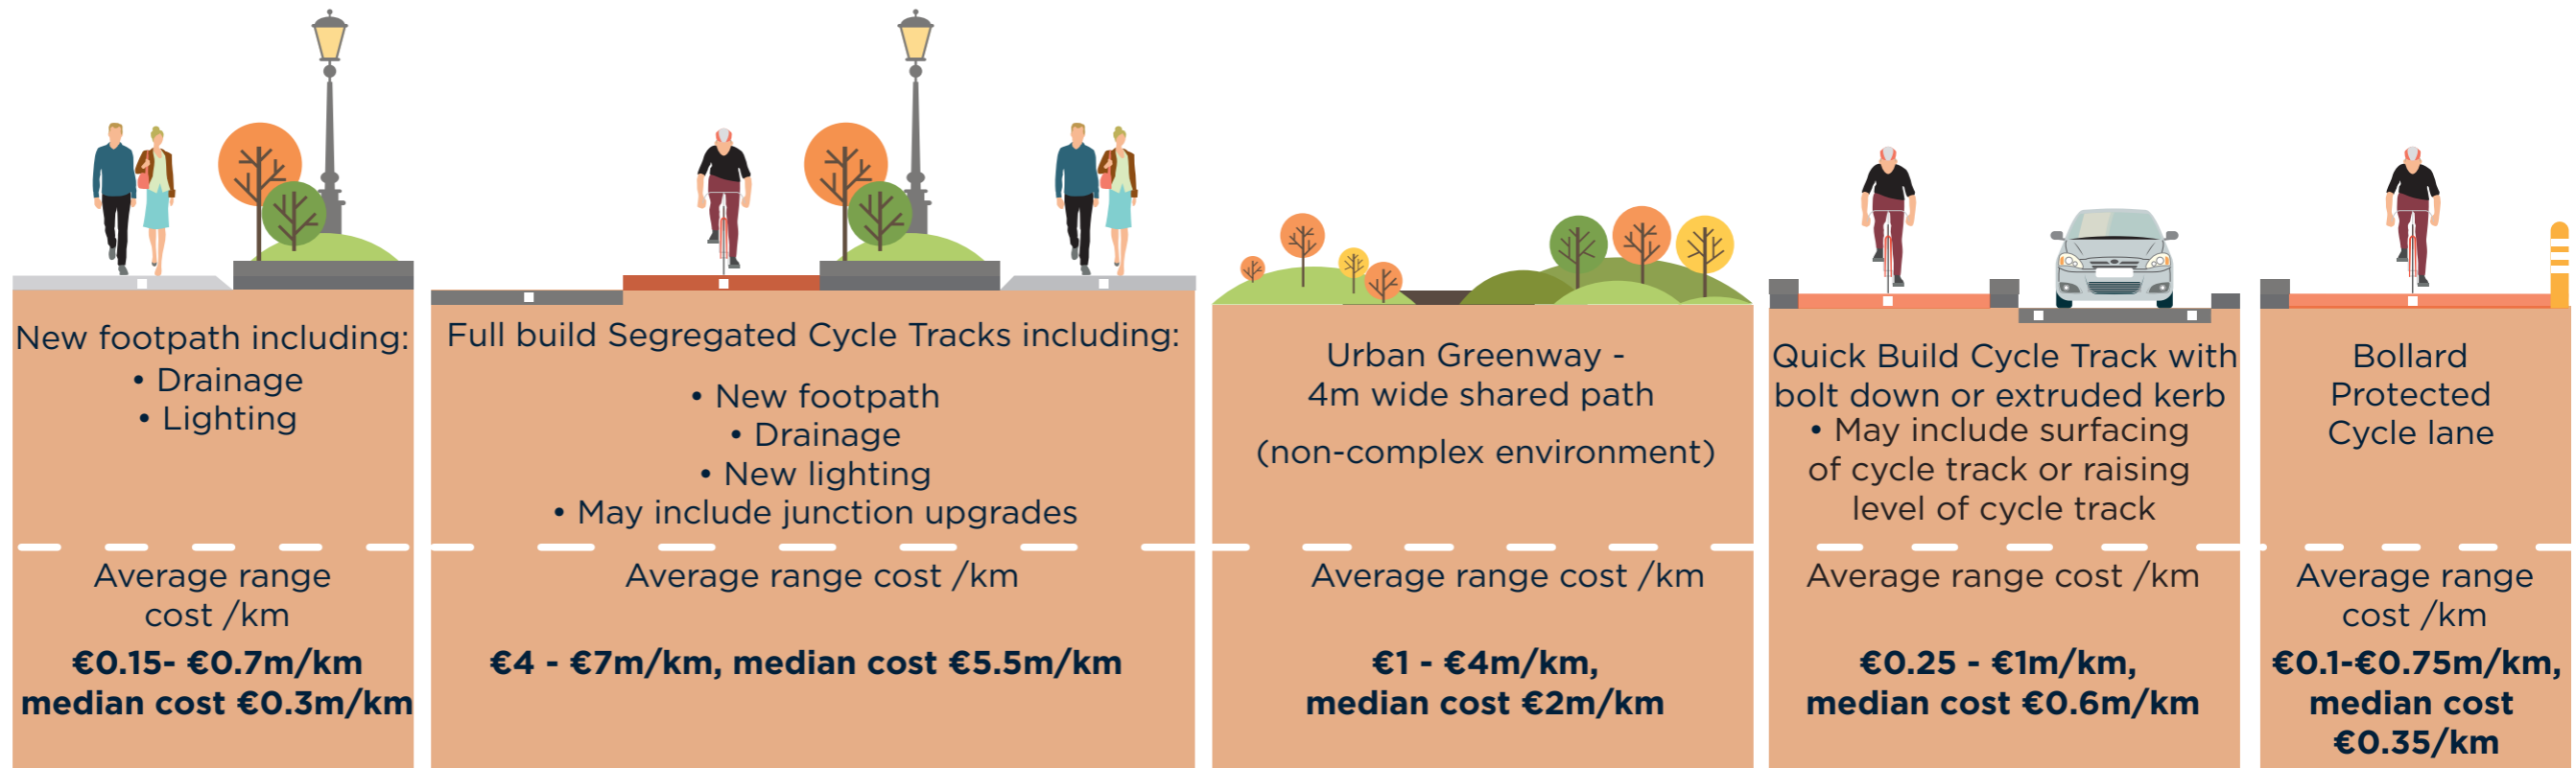 New footpath including:
• Drainage
• Lighting
Average range
cost /km
€0.15- €0.7m/km
median cost €0.3m/km
Full build Segregated Cycle Tracks including:
• New footpath
• Drainage
• New lighting
• May include junction upgrades
Average range cost /km
€4 - €7m/km, median cost €5.5m/km
Urban Greenway -
4m wide shared path
(non-complex environment)
Average range cost /km
€1 - €4m/km,
median cost €2m/km
Quick Build Cycle Track with
bolt down or extruded kerb
• May include surfacing
of cycle track or raising
level of cycle track
Average range cost /km
€0.25 - €1m/km,
median cost €0.6m/km
Bollard
Protected
Cycle lane
Average range
cost /km
€0.1-€0.75m/km,
median cost
€0.35/km